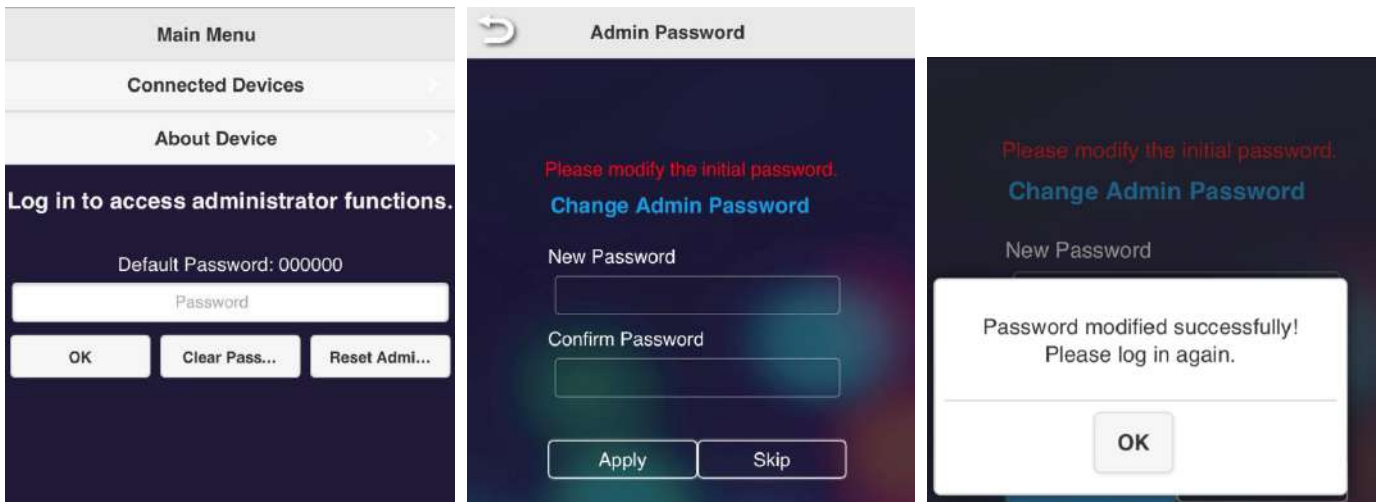 Main Menu
Connected Devices
About Device
Log in to access administrator functions.
Default Password: 000000
Password
OK
Clear Pass...
Reset Admi...
Admin Password
Please modify the initial password.
Change Admin Password
New Password
Confirm Password
Apply
Skip
Please modify the initial password.
Change Admin Password
New Password
Password modified successfully!
Please log in again.
OK